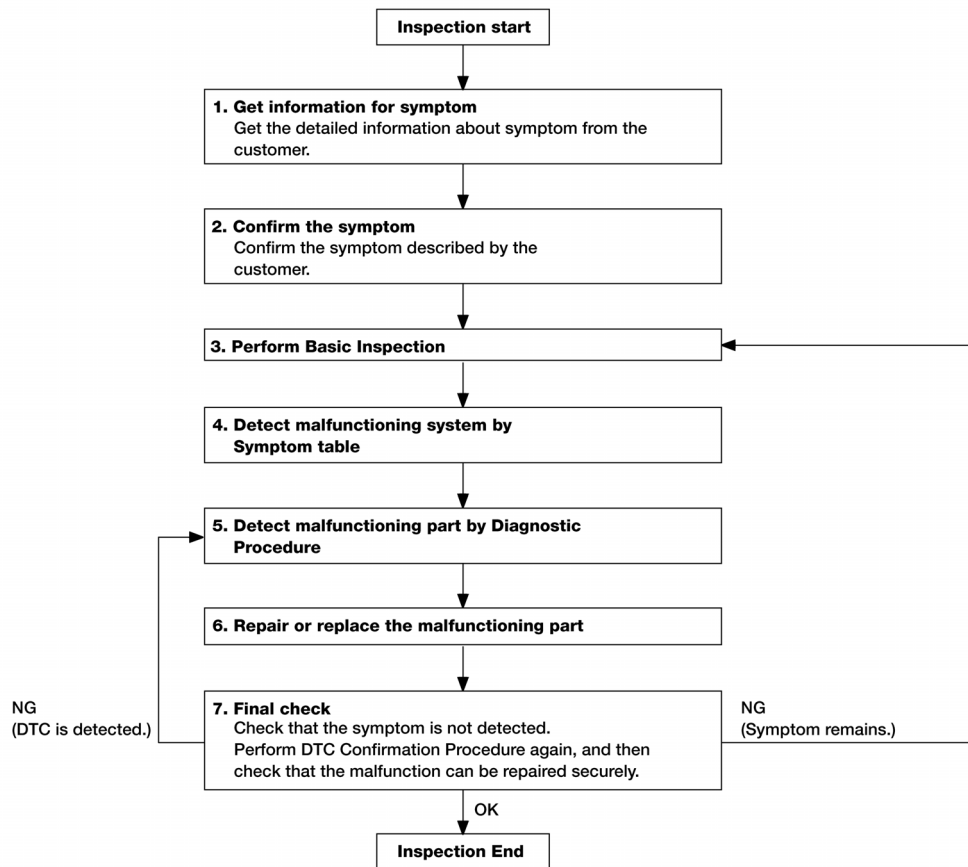 Inspection start
1. Get information for symptom
Get the detailed information about symptom from the
customer.
2. Confirm the symptom
Confirm the symptom described by the
customer.
3. Perform Basic Inspection
4. Detect malfunctioning system by
Symptom table
5. Detect malfunctioning part by Diagnostic
Procedure
6. Repair or replace the malfunctioning part
NG
(DTC is detected.)
7. Final check
Check that the symptom is not detected.
Perform DTC Confirmation Procedure again, and then
check that the malfunction can be repaired securely.
NG
(Symptom remains.)
OK
Inspection End